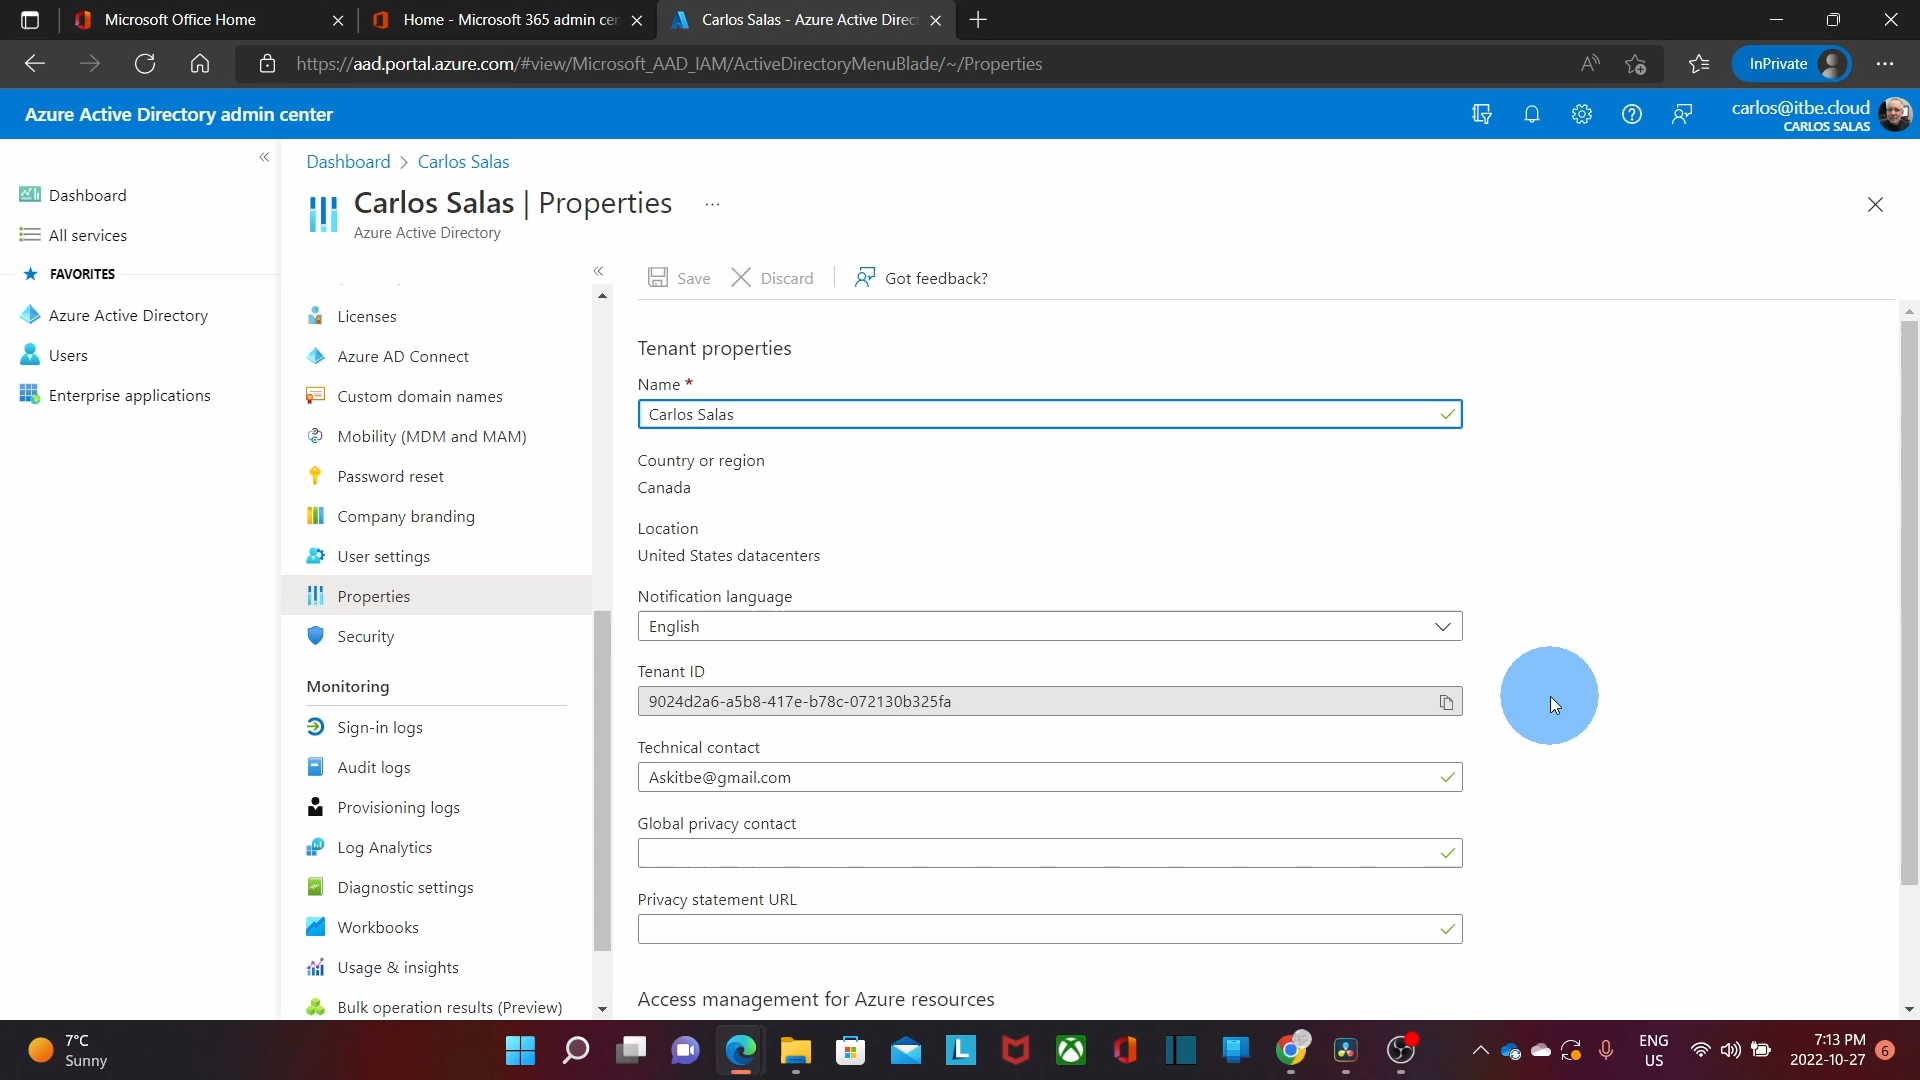 Microsoft Office Home
Home - Microsoft 365 admin cer
Carlos Salas - Azure Active Direc
https://aad.portal.azure.com/#view/Microsoft_AAD_IAM/ActiveDirectoryMenuBlade/~/Properties
InPrivate
Azure Active Directory admin center
carlos@itbe.cloud
CARLOS SALAS
Dashboard
All services
FAVORITES
Azure Active Directory
Users
Enterprise applications
Dashboard > Carlos Salas
Carlos Salas | Properties
Azure Active Directory
Licenses
Azure AD Connect
Custom domain names
Mobility (MDM and MAM)
Password reset
Company branding
User settings
Properties
Security
Monitoring
Sign-in logs
Audit logs
Provisioning logs
Log Analytics
Diagnostic settings
Workbooks
Usage & insights
Bulk operation results (Preview)
Save Discard Got feedback?
Tenant properties
Name *
Carlos Salas
Country or region
Canada
Location
United States datacenters
Notification language
English
Tenant ID
9024d2a6-a5b8-417e-b78c-072130b325fa
Technical contact
Askitbe@gmail.com
Global privacy contact
Privacy statement URL
Access management for Azure resources
7°C
Sunny
ENG
US
7:13 PM
2022-10-27
6